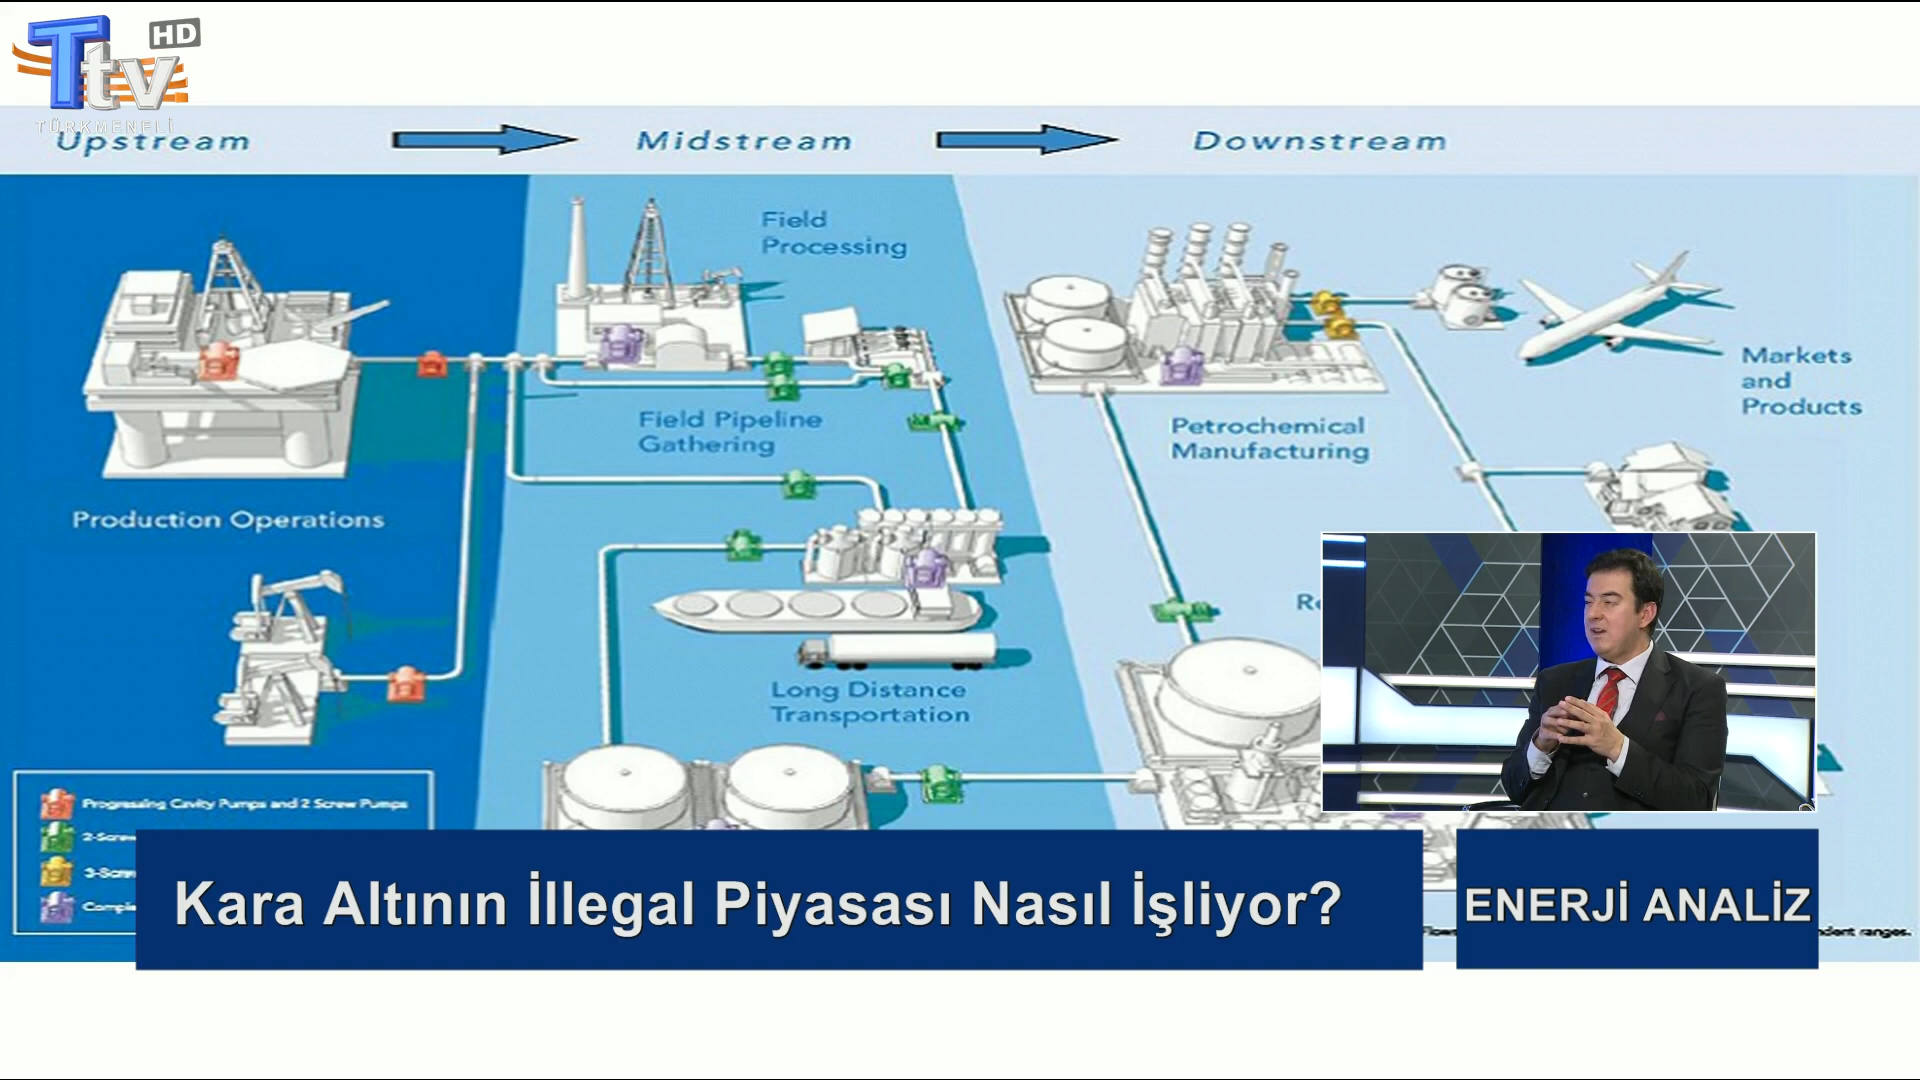 Ttv HD
TÜRKMENELİ
Upstream
Midstream
Downstream
Field
Processing
Markets
and
Products
Field Pipeline
Gathering
Petrochemical
Manufacturing
Production Operations
Long Distance
Transportation
Progressing Cavity Pumps and 2 Screw Pumps
Kara Altının İllegal Piyasası Nasıl İşliyor?
ENERJİ ANALİZ
ranges.